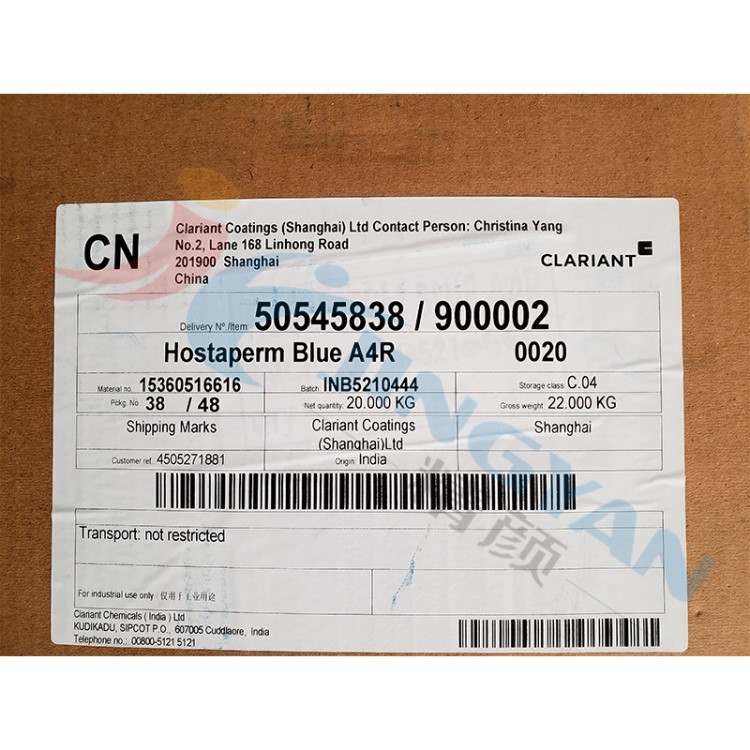 CN
Clariant Coatings (Shanghai) Ltd Contact Person: Christina Yang
No.2, Lane 168 Linhong Road
201900 Shanghai
China
CLARIANT
Delivery Nº./Item: 50545838 / 900002
Hostaperm Blue A4R 0020
Material no. 15360516616 Batch: INB5210444 Storage class: C.04
Pckg. No 38 / 48 Net quantity: 20.000 KG Gross weight: 22.000 KG
Shipping Marks Clariant Coatings Shanghai
(Shanghai)Ltd
Customer ref.: 4505271881 Origin: India
JINGYAN
精颜
Transport: not restricted
For industrial use only / 仅用于工业用途
Clariant Chemicals ( India ) Ltd
KUDIKADU, SIPCOT P.O., 607005 Cuddlaore, India
Telephone no.: 00800-5121 5121